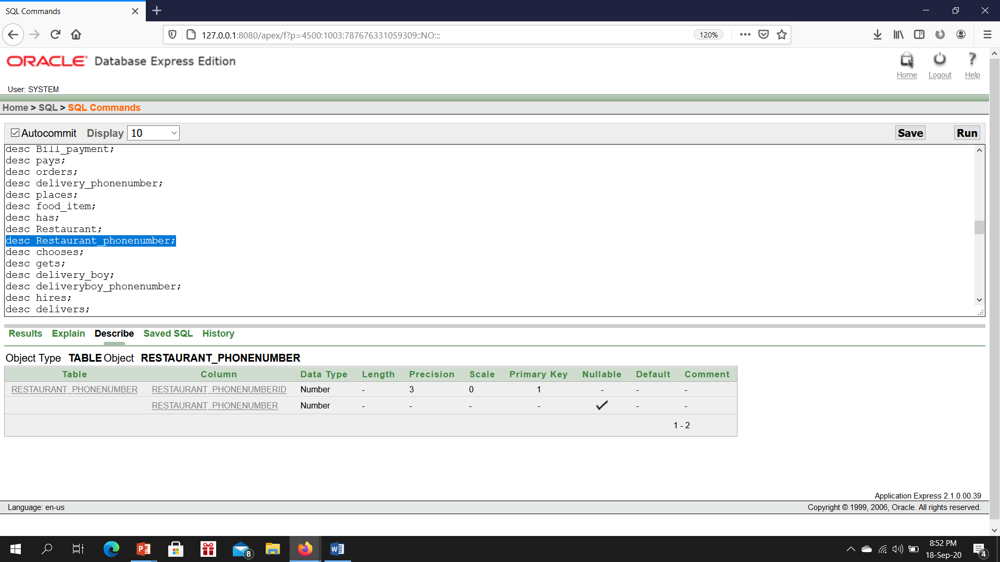 SQL Commands
127.0.0.1:8080/apex/f?p=4500:1003:787676331059309::NO:::
120%
ORACLE Database Express Edition
Home Logout Help
User: SYSTEM
Home > SQL > SQL Commands
Autocommit Display 10 Save Run
desc Bill_payment;
desc pays;
desc orders;
desc delivery_phonenumber;
desc places;
desc food_item;
desc has;
desc Restaurant;
desc Restaurant_phonenumber;
desc chooses;
desc gets;
desc delivery_boy;
desc deliveryboy_phonenumber;
desc hires;
desc delivers;
Results Explain Describe Saved SQL History
Object Type TABLE Object RESTAURANT_PHONENUMBER
Table Column Data Type Length Precision Scale Primary Key Nullable Default Comment
RESTAURANT_PHONENUMBER RESTAURANT_PHONENUMBERID Number - 3 0 1 - - -
RESTAURANT_PHONENUMBER Number - - - - ✓ - -
1 - 2
Application Express 2.1.0.00.39
Language: en-us Copyright © 1999, 2006, Oracle. All rights reserved.
8
8:52 PM
18-Sep-20
4